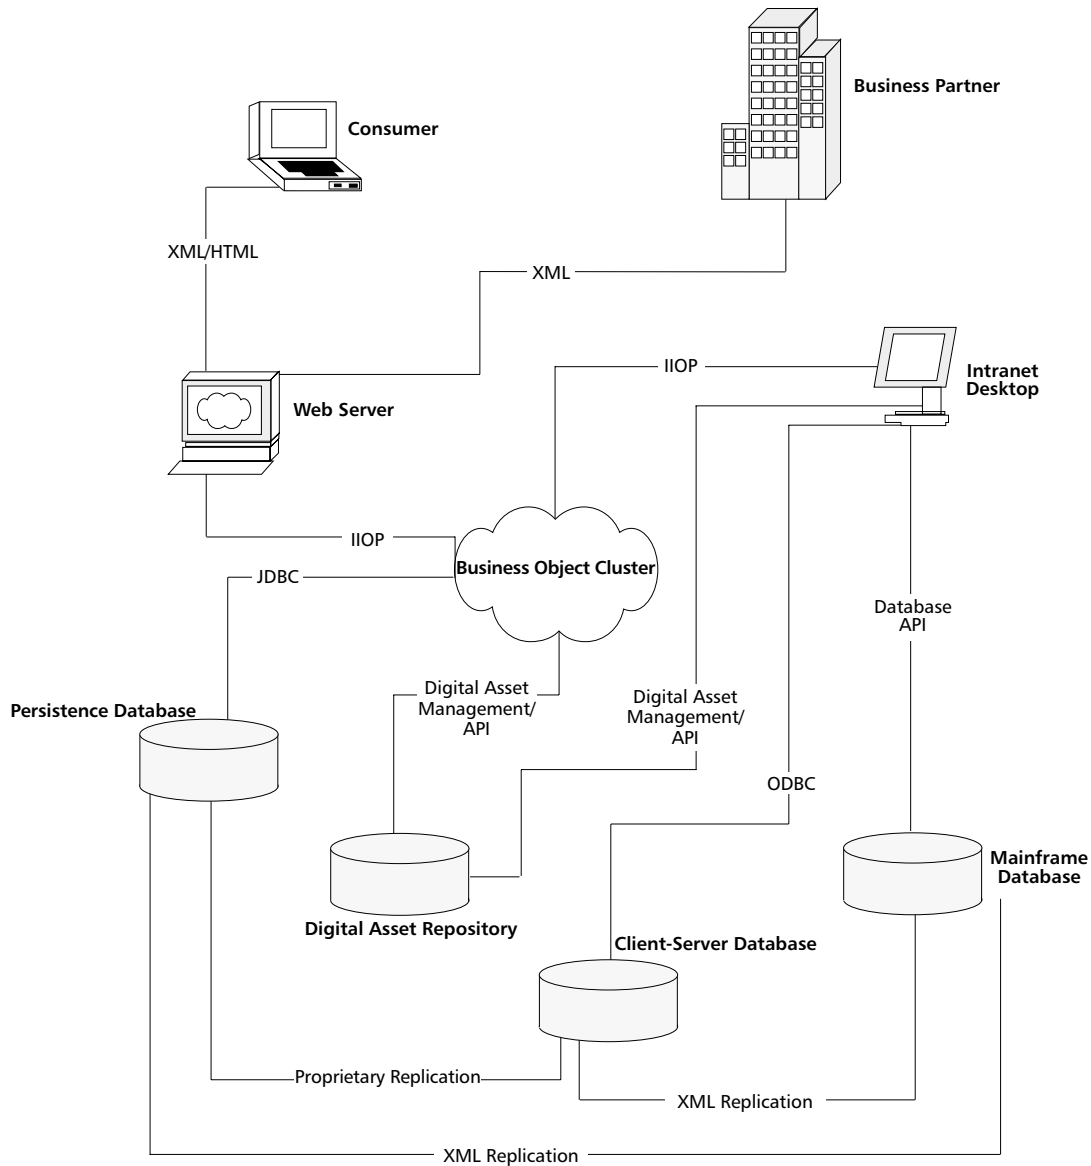 Business Partner
Consumer
XML/HTML
XML
IIOP
Intranet
Desktop
Web Server
IIOP
Business Object Cluster
JDBC
Database
API
Digital Asset
Management/
API
Digital Asset
Management/
API
Persistence Database
ODBC
Mainframe
Database
Digital Asset Repository
Client-Server Database
Proprietary Replication
XML Replication
XML Replication